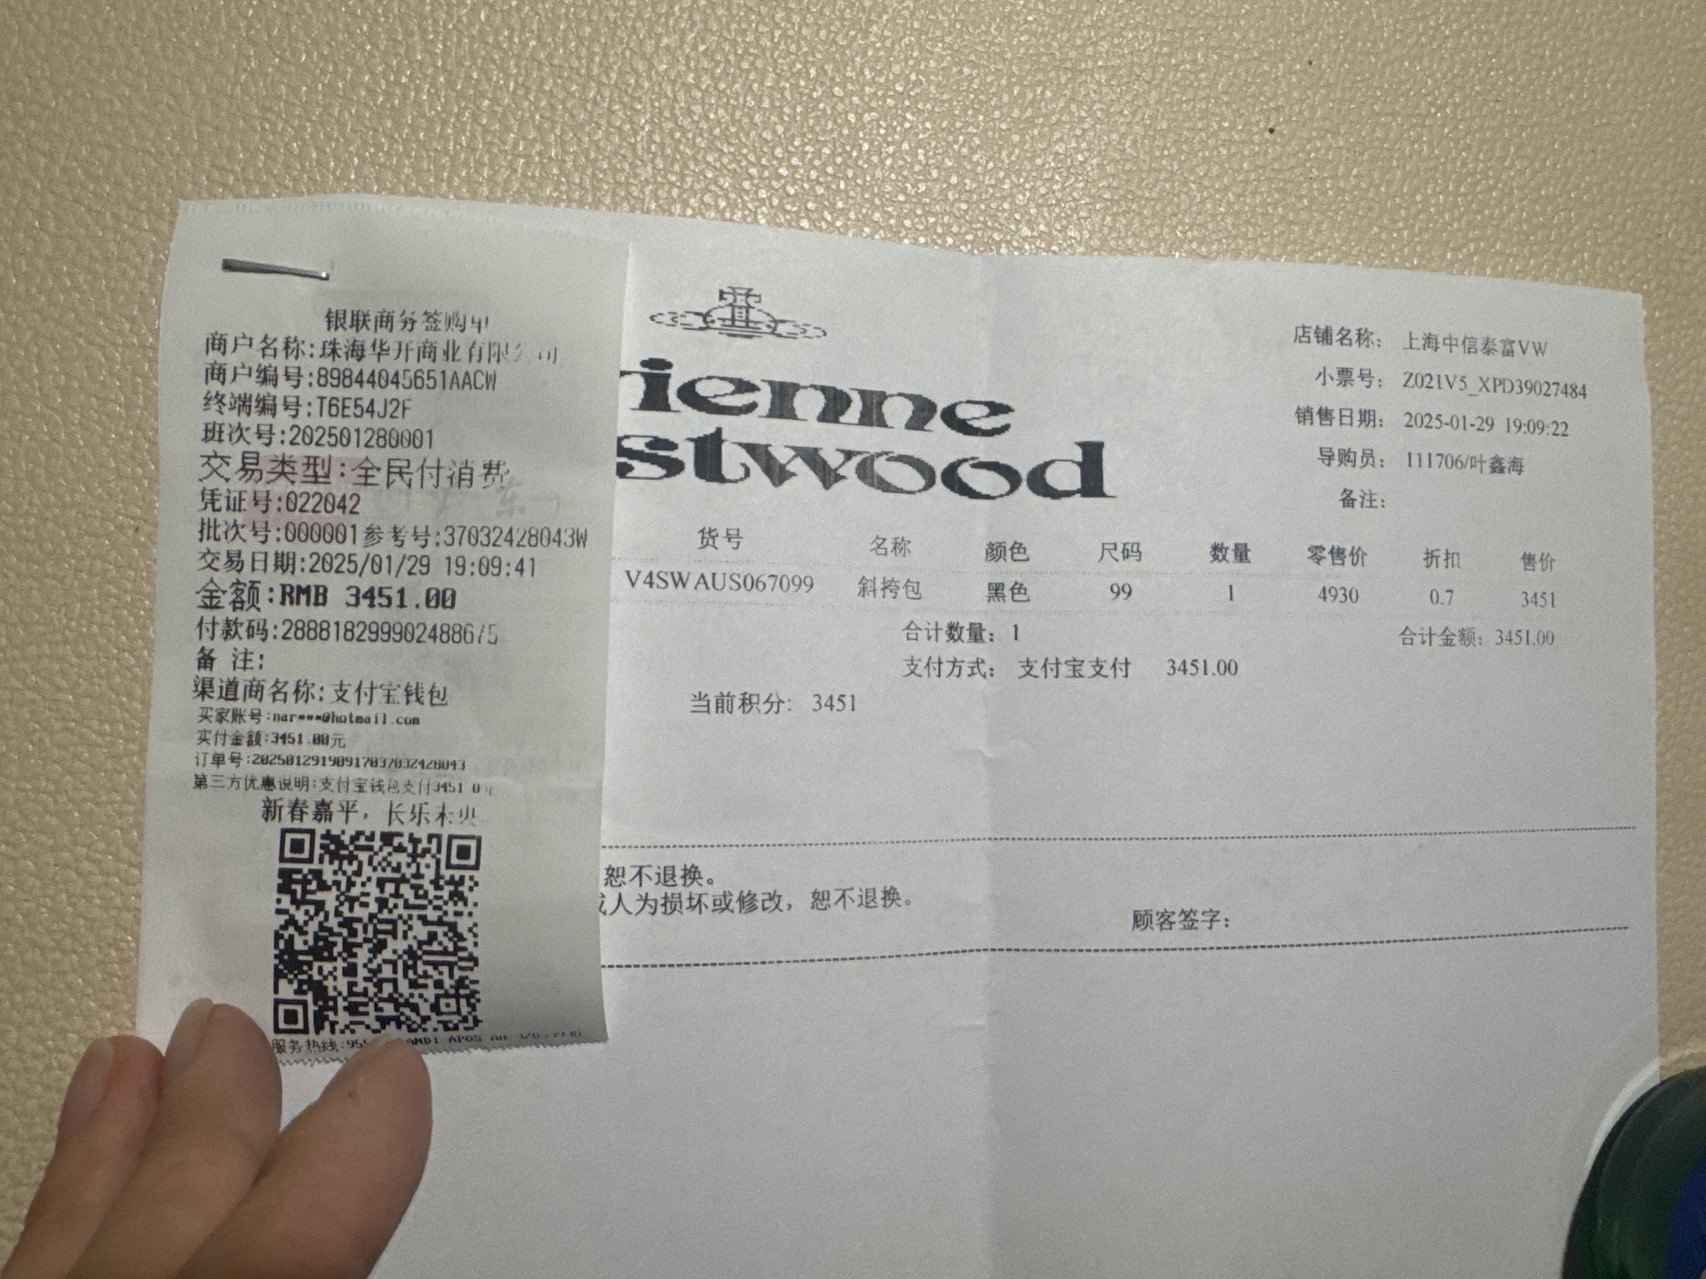 银联商务签购单
商户名称:珠海华开商业有限公司
商户编号:89844045651AACW
终端编号:T6E54J2F
班次号:202501280001
交易类型:全民付消费
凭证号:022042
批次号:000001参考号:37032428043W
交易日期:2025/01/29 19:09:41
金额:RMB 3451.00
付款码:288818299902488675
备 注:
渠道商名称:支付宝钱包
买家账号:nar***@hotmail.com
实付金额:3451.00元
订单号:20250129190917037032428043
第三方优惠说明:支付宝钱包支付3451.0
新春嘉平，长乐未央
服务热线:95
ienne
stwood
店铺名称： 上海中信泰富VW
小票号： Z021V5_XPD39027484
销售日期： 2025-01-29 19:09:22
导购员： 111706/叶鑫海
备注：
货号 名称 颜色 尺码 数量 零售价 折扣 售价
V4SWAUS067099 斜挎包 黑色 99 1 4930 0.7 3451
合计数量：1 合计金额：3451.00
支付方式： 支付宝支付 3451.00
当前积分： 3451
恕不退换。
人为损坏或修改，恕不退换。
顾客签字：